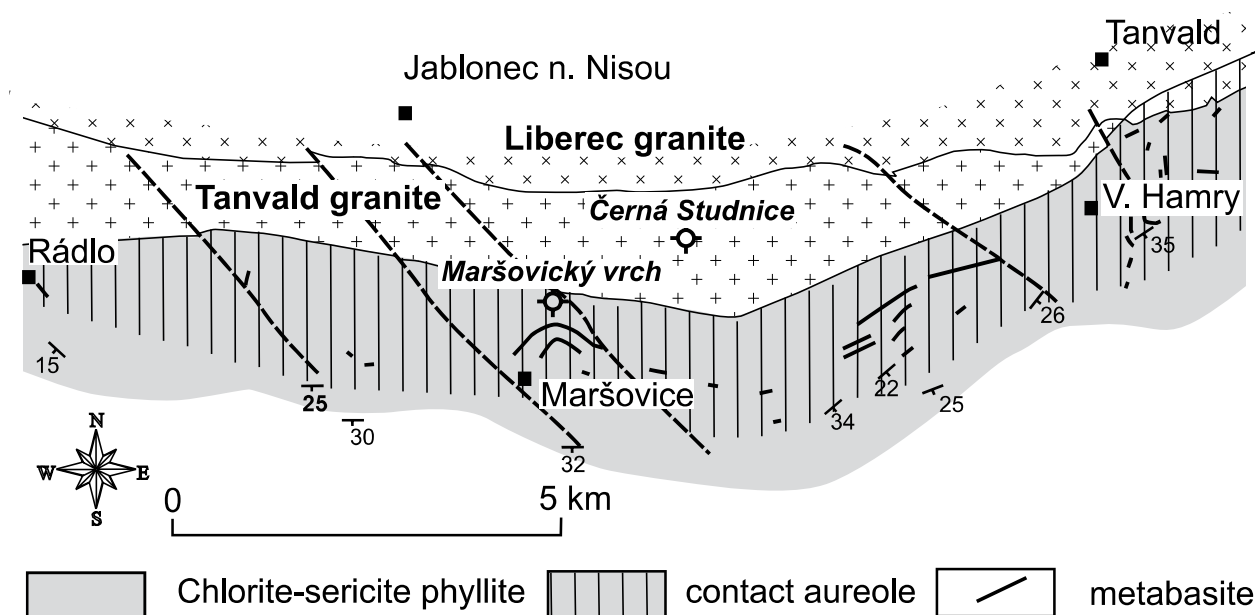 Tanvald
Jablonec n. Nisou
Liberec granite
Tanvald granite
Černá Studnice
V. Hamry
Rádlo
Maršovický vrch
35
26
15
25
Maršovice
22
25
34
30
32
N
W E
S
0 5 km
Chlorite-sericite phyllite contact aureole metabasite